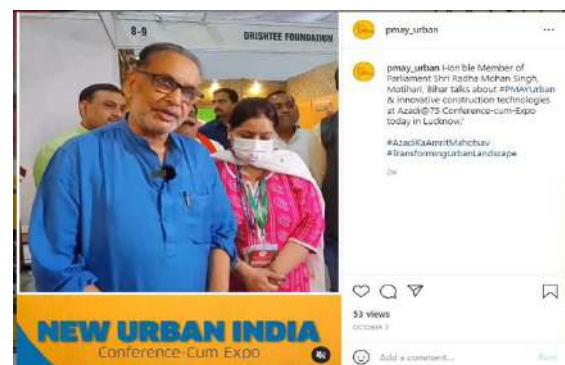 8-9
DRISHTEE FOUNDATION
NEW URBAN INDIA
Conference-Cum Expo
pmay_urban
pmay_urban Hon'ble Member of
Parliament Shri Radha Mohan Singh,
Motihari, Bihar talks about #PMAYUrban
& innovative construction technologies
at Azadi@75 Conference-cum-Expo
today in Lucknow.'
#AzadiKaAmritMahotsav
#TransformingUrbanLandscape
2w
53 views
Add a comment...
Post